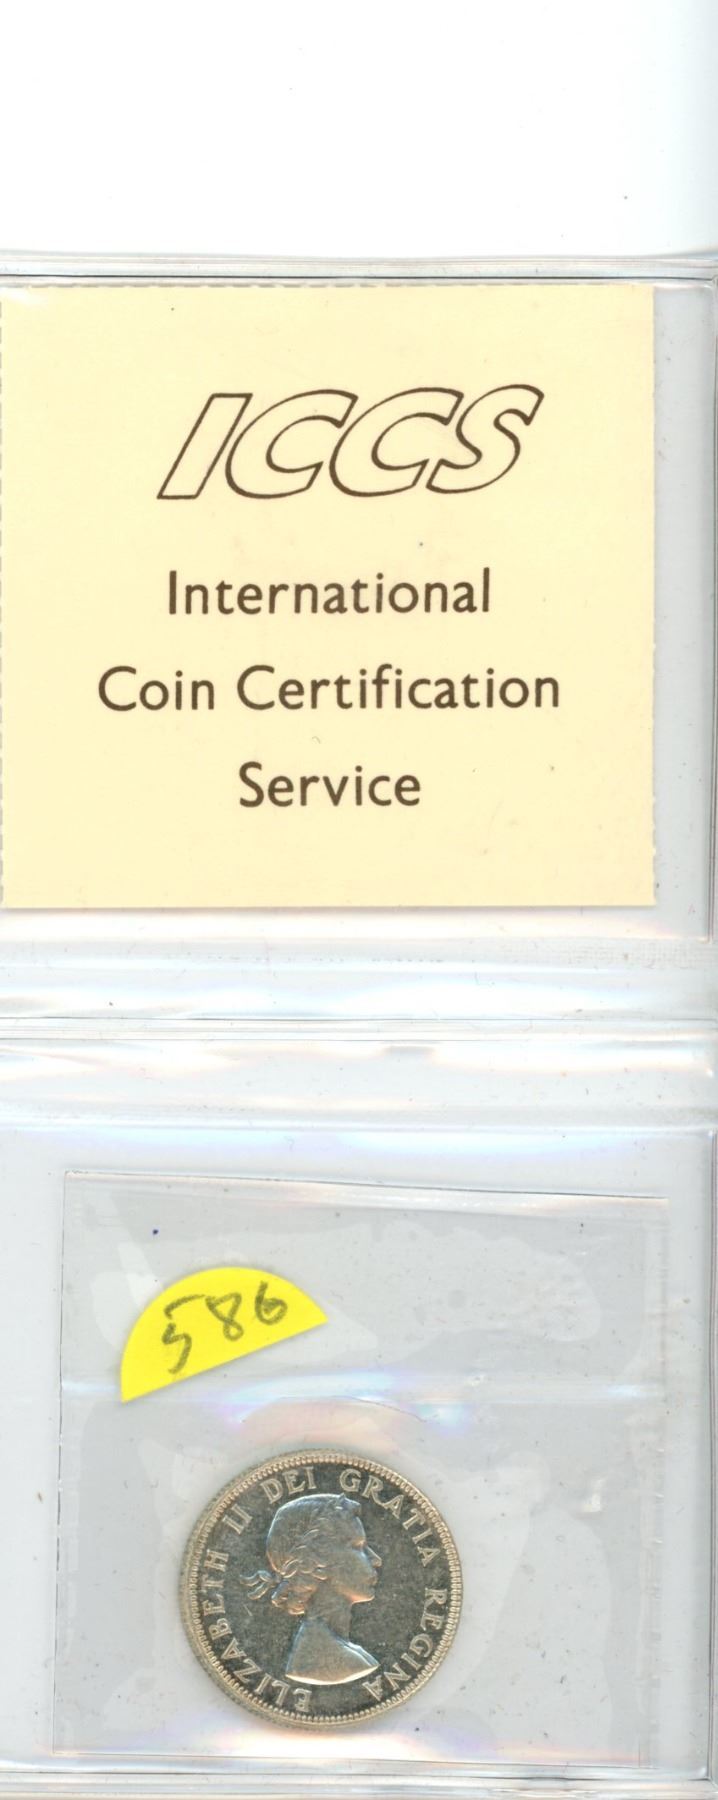 ICCS
International
Coin Certification
Service
586
ELIZABETH II DEI GRATIA REGINA